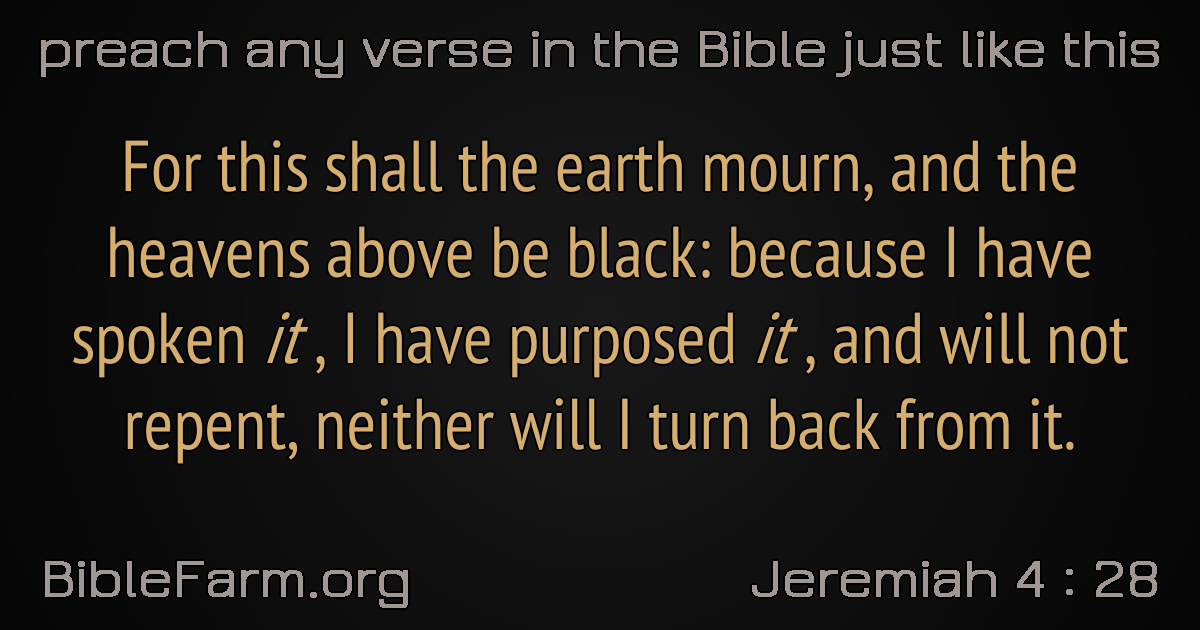 preach any verse in the Bible just like this
For this shall the earth mourn, and the
heavens above be black: because I have
spoken it , I have purposed it , and will not
repent, neither will I turn back from it.
BibleFarm.org
Jeremiah 4 : 28